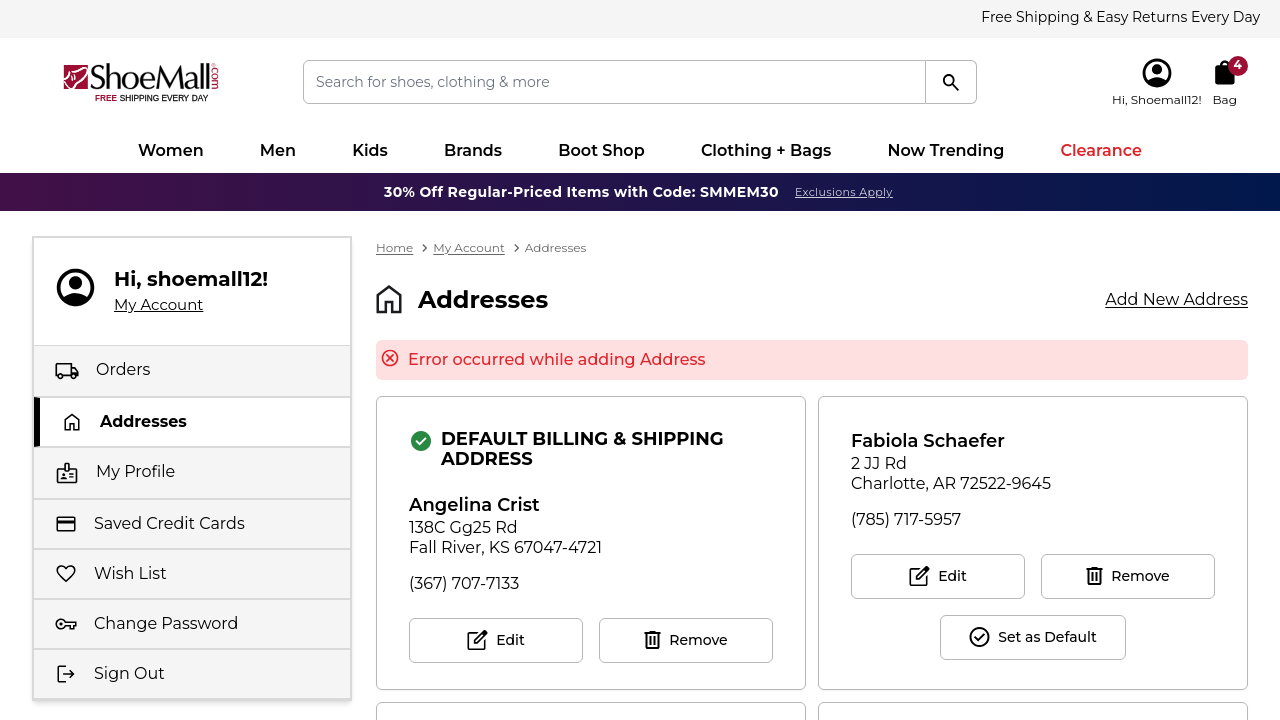 Free Shipping & Easy Returns Every Day
ShoeMall.com
FREE SHIPPING EVERY DAY
Search for shoes, clothing & more
4
Hi, Shoemall12!
Bag
Women
Men
Kids
Brands
Boot Shop
Clothing + Bags
Now Trending
Clearance
30% Off Regular-Priced Items with Code: SMMEM30
Exclusions Apply
Hi, shoemall12!
My Account
Orders
Addresses
My Profile
Saved Credit Cards
Wish List
Change Password
Sign Out
Home
My Account
Addresses
Addresses
Add New Address
Error occurred while adding Address
DEFAULT BILLING & SHIPPING
ADDRESS
Angelina Crist
138C Gg25 Rd
Fall River, KS 67047-4721
(367) 707-7133
Edit
Remove
Fabiola Schaefer
2 JJ Rd
Charlotte, AR 72522-9645
(785) 717-5957
Edit
Remove
Set as Default